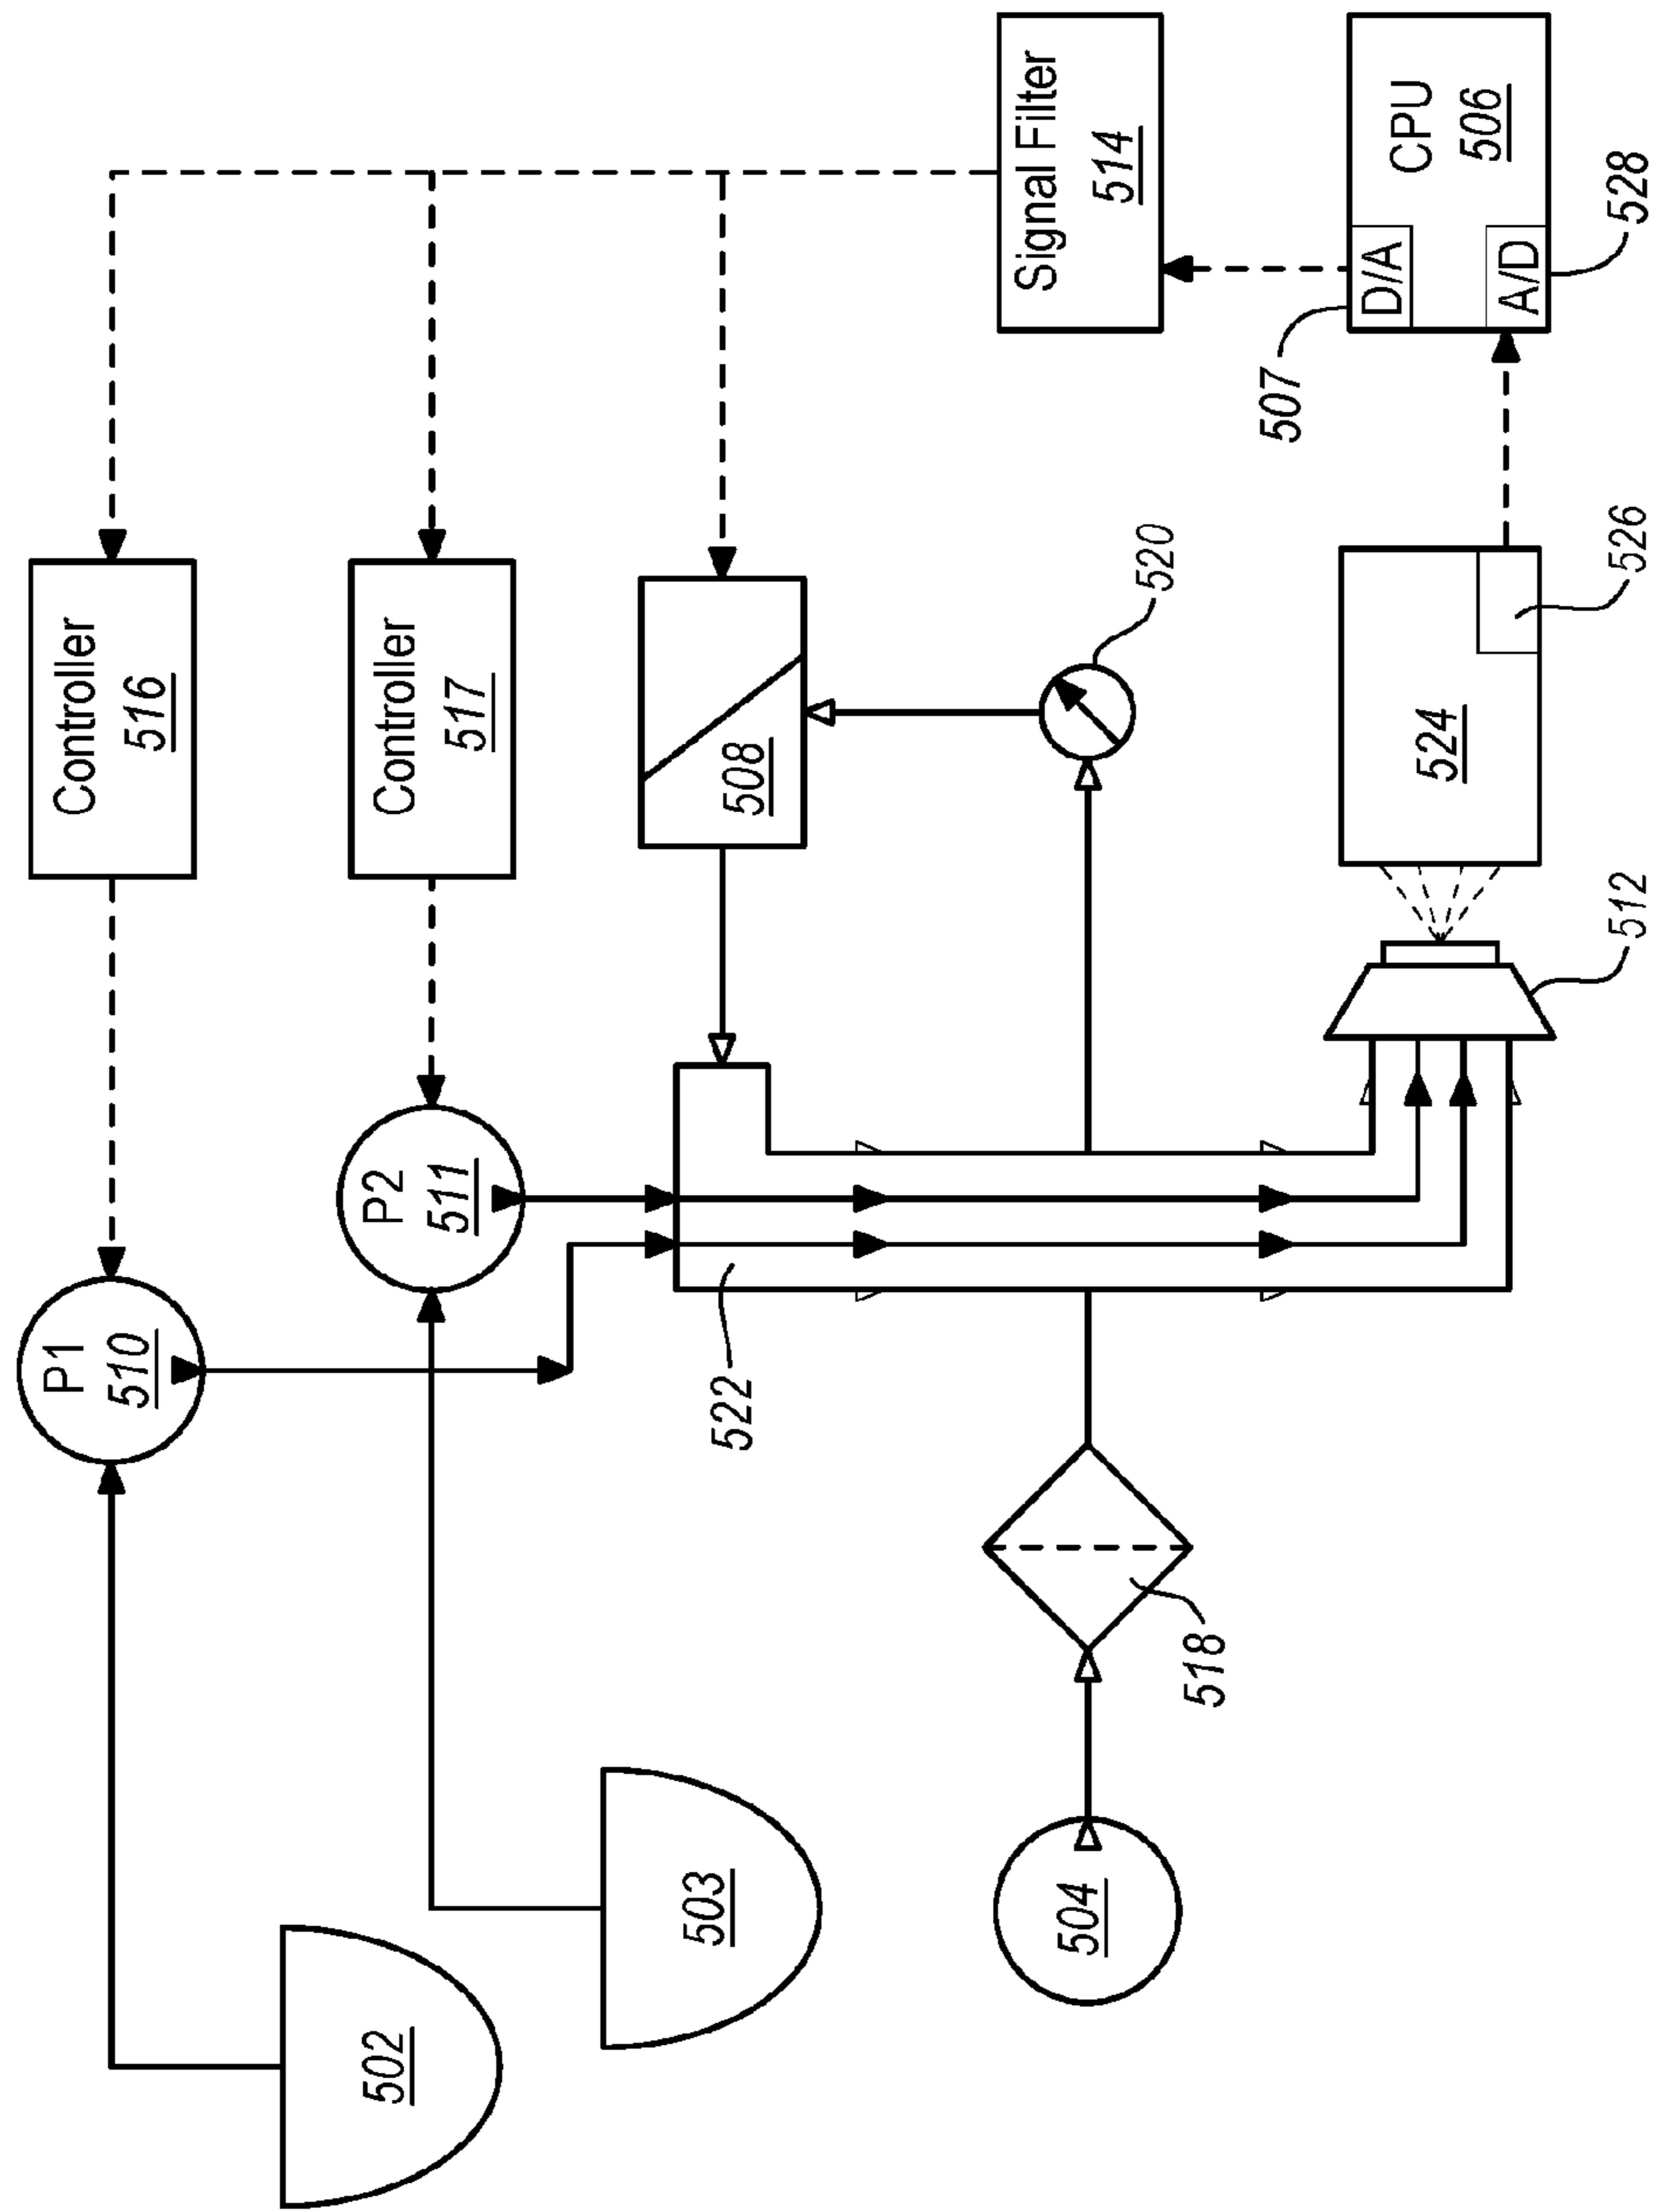 Controller
516
Controller
517
P1
510
P2
511
502
503
504
508
518
520
522
Signal Filter
514
CPU
506
D/A
A/D
507
528
524
526
512